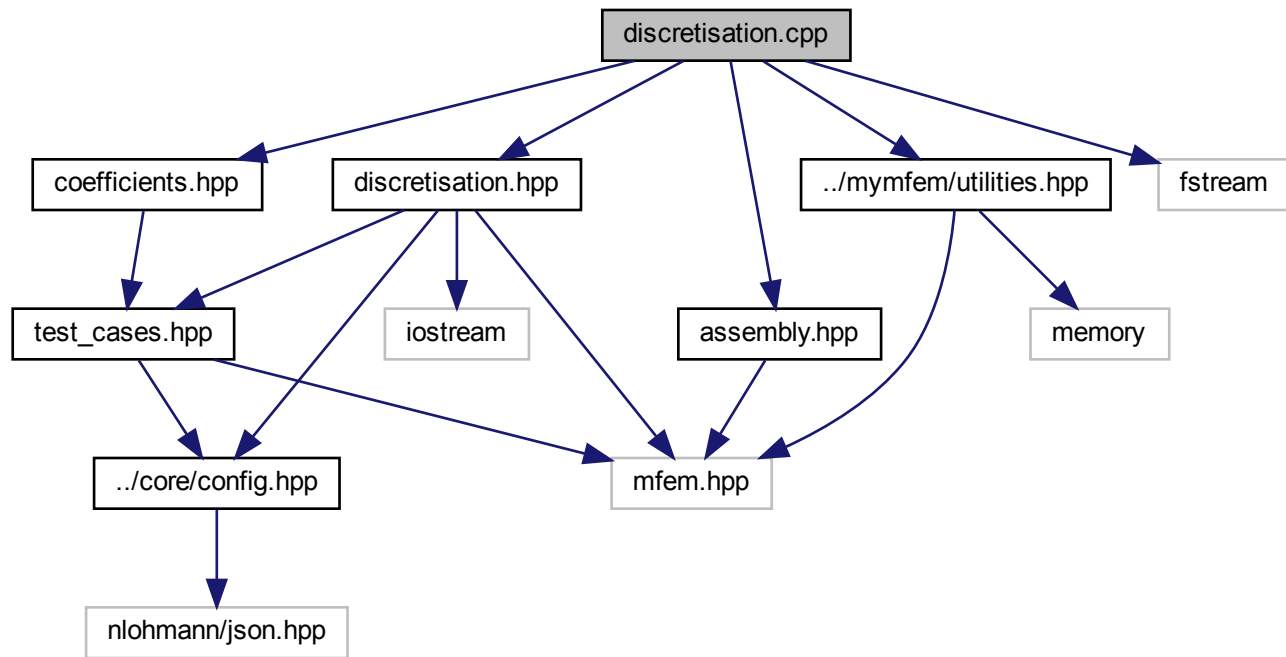 discretisation.cpp
coefficients.hpp
discretisation.hpp
../mymfem/utilities.hpp
fstream
test_cases.hpp
iostream
assembly.hpp
memory
../core/config.hpp
mfem.hpp
nlohmann/json.hpp